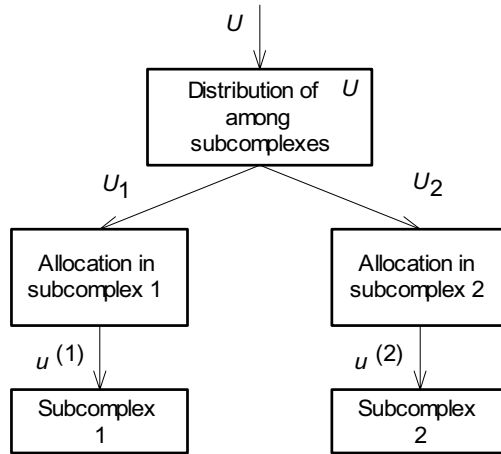 U
Distribution of U
among
subcomplexes
U1
U2
Allocation in
subcomplex 1
Allocation in
subcomplex 2
u (1)
u (2)
Subcomplex
1
Subcomplex
2